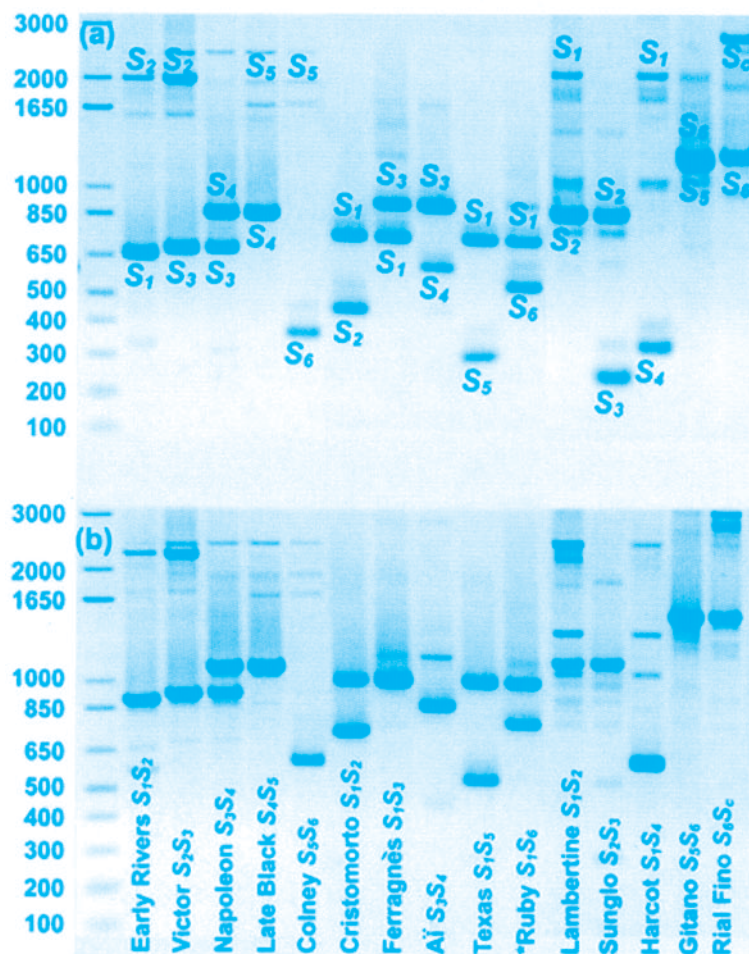 3000
(a)
S₂ S₂ S₅ S₅ S₁ S₁ Sc
2000
1650
S₆
S₄ S₃ S₃ S₂ S₅ S₆
1000
850
S₄ S₁ S₁ S₁ S₂
650
S₁ S₃ S₃ S₁ S₄
500
S₆
400
S₂
300
S₆ S₅ S₄
200
S₃
100
3000
(b)
2000
1650
1000
850
650
500
400
300
200
100
Early Rivers S₁S₂
Victor S₂S₃
Napoleon S₃S₄
Late Black S₄S₅
Colney S₅S₆
Cristomorto S₁S₂
Ferragnès S₁S₃
AÏ S₃S₄
Texas S₁S₅
*Ruby S₁S₆
Lambertine S₁S₂
Sunglo S₂S₃
Harcot S₁S₄
Gitano S₅S₆
Rial Fino S₆Sc